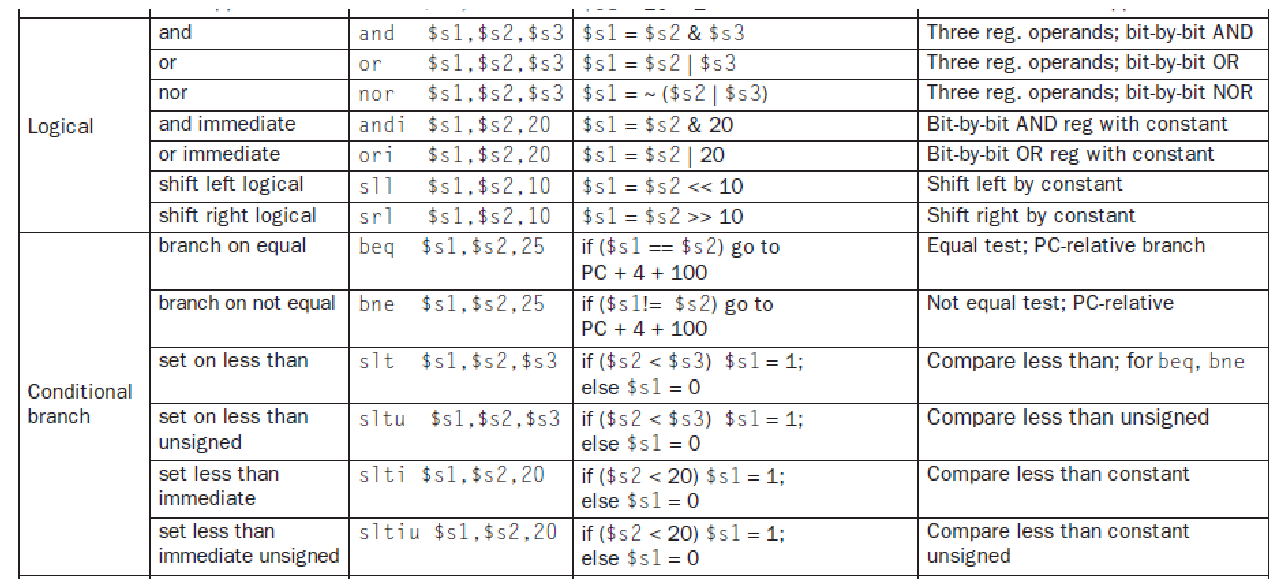 Logical
and and $s1,$s2,$s3 $s1 = $s2 & $s3 Three reg. operands; bit-by-bit AND
or or $s1,$s2,$s3 $s1 = $s2 | $s3 Three reg. operands; bit-by-bit OR
nor nor $s1,$s2,$s3 $s1 = ~ ($s2 | $s3) Three reg. operands; bit-by-bit NOR
and immediate andi $s1,$s2,20 $s1 = $s2 & 20 Bit-by-bit AND reg with constant
or immediate ori $s1,$s2,20 $s1 = $s2 | 20 Bit-by-bit OR reg with constant
shift left logical sll $s1,$s2,10 $s1 = $s2 << 10 Shift left by constant
shift right logical srl $s1,$s2,10 $s1 = $s2 >> 10 Shift right by constant
Conditional
branch
branch on equal beq $s1,$s2,25 if ($s1 == $s2) go to
PC + 4 + 100
Equal test; PC-relative branch
branch on not equal bne $s1,$s2,25 if ($s1!= $s2) go to
PC + 4 + 100
Not equal test; PC-relative
set on less than slt $s1,$s2,$s3 if ($s2 < $s3) $s1 = 1;
else $s1 = 0
Compare less than; for beq, bne
set on less than
unsigned
sltu $s1,$s2,$s3 if ($s2 < $s3) $s1 = 1;
else $s1 = 0
Compare less than unsigned
set less than
immediate
slti $s1,$s2,20 if ($s2 < 20) $s1 = 1;
else $s1 = 0
Compare less than constant
set less than
immediate unsigned
sltiu $s1,$s2,20 if ($s2 < 20) $s1 = 1;
else $s1 = 0
Compare less than constant
unsigned